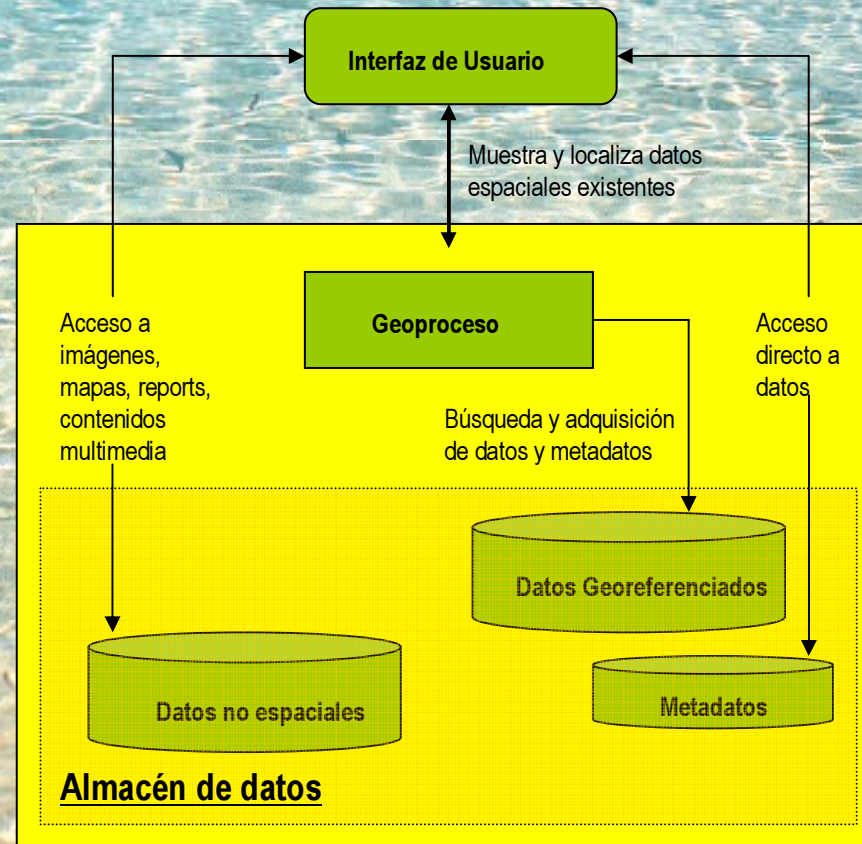 Interfaz de Usuario
Muestra y localiza datos
espaciales existentes
Geoproceso
Acceso a
imágenes,
mapas, reports,
contenidos
multimedia
Acceso
directo a
datos
Búsqueda y adquisición
de datos y metadatos
Datos Georeferenciados
Datos no espaciales
Metadatos
Almacén de datos